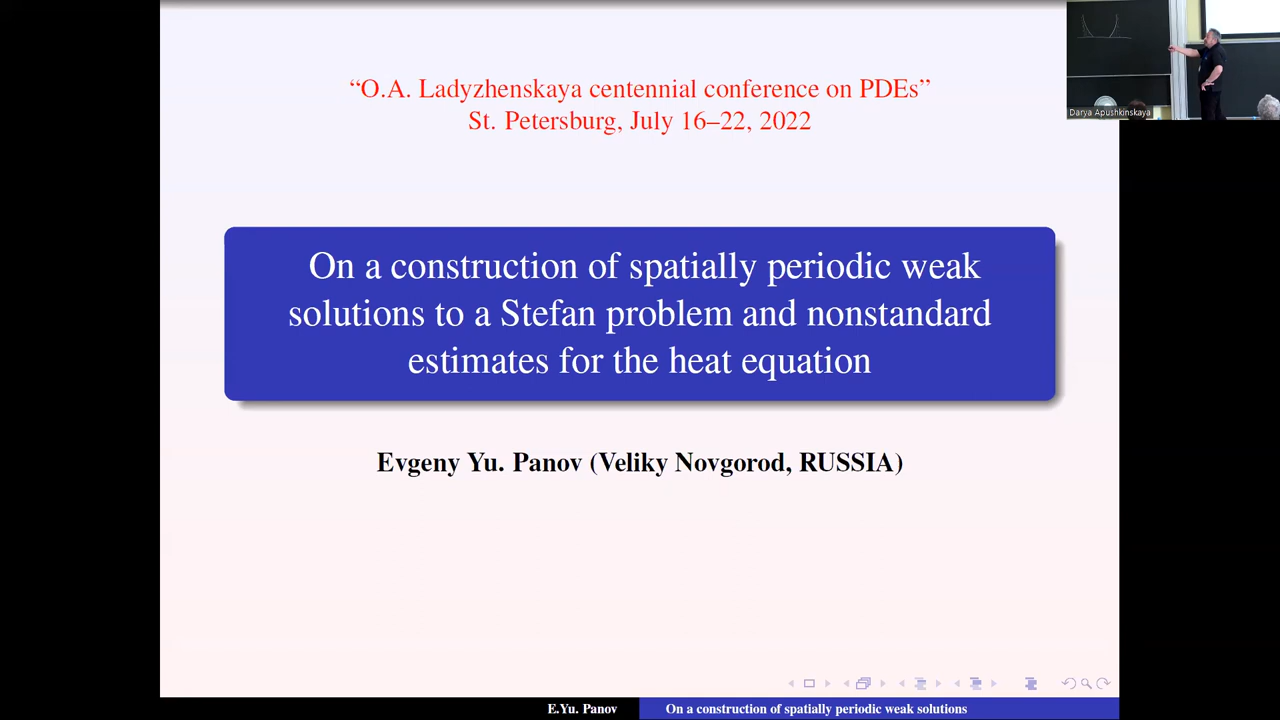 “O.A. Ladyzhenskaya centennial conference on PDEs”
St. Petersburg, July 16–22, 2022
Darya Apushkinskaya
On a construction of spatially periodic weak
solutions to a Stefan problem and nonstandard
estimates for the heat equation
Evgeny Yu. Panov (Veliky Novgorod, RUSSIA)
E.Yu. Panov
On a construction of spatially periodic weak solutions